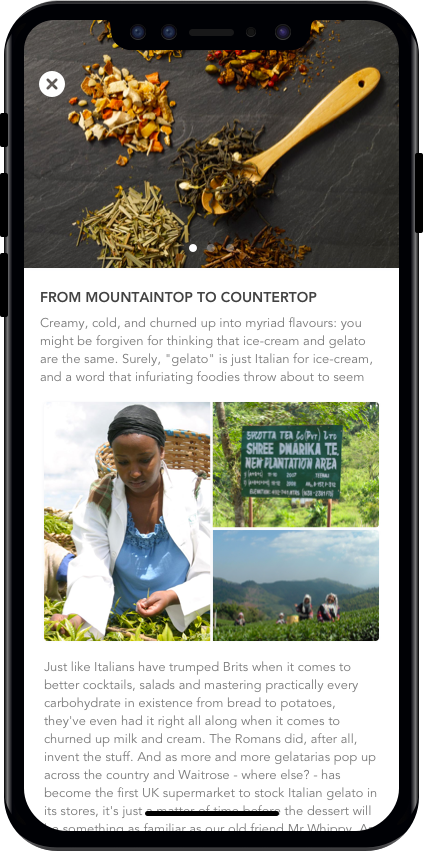 FROM MOUNTAINTOP TO COUNTERTOP
Creamy, cold, and churned up into myriad flavours: you
might be forgiven for thinking that ice-cream and gelato
are the same. Surely, "gelato" is just Italian for ice-cream,
and a word that infuriating foodies throw about to seem
SHREE DWARIKA T.E.
NEW PLANTATION AREA
Just like Italians have trumped Brits when it comes to
better cocktails, salads and mastering practically every
carbohydrate in existence from bread to potatoes,
they've even had it right all along when it comes to
churned up milk and cream. The Romans did, after all,
invent the stuff. And as more and more gelatarias pop up
across the country and Waitrose - where else? - has
become the first UK supermarket to stock Italian gelato in
its stores, it's just a matter of time before the dessert will
something as familiar as our old friend Mr Whippy.